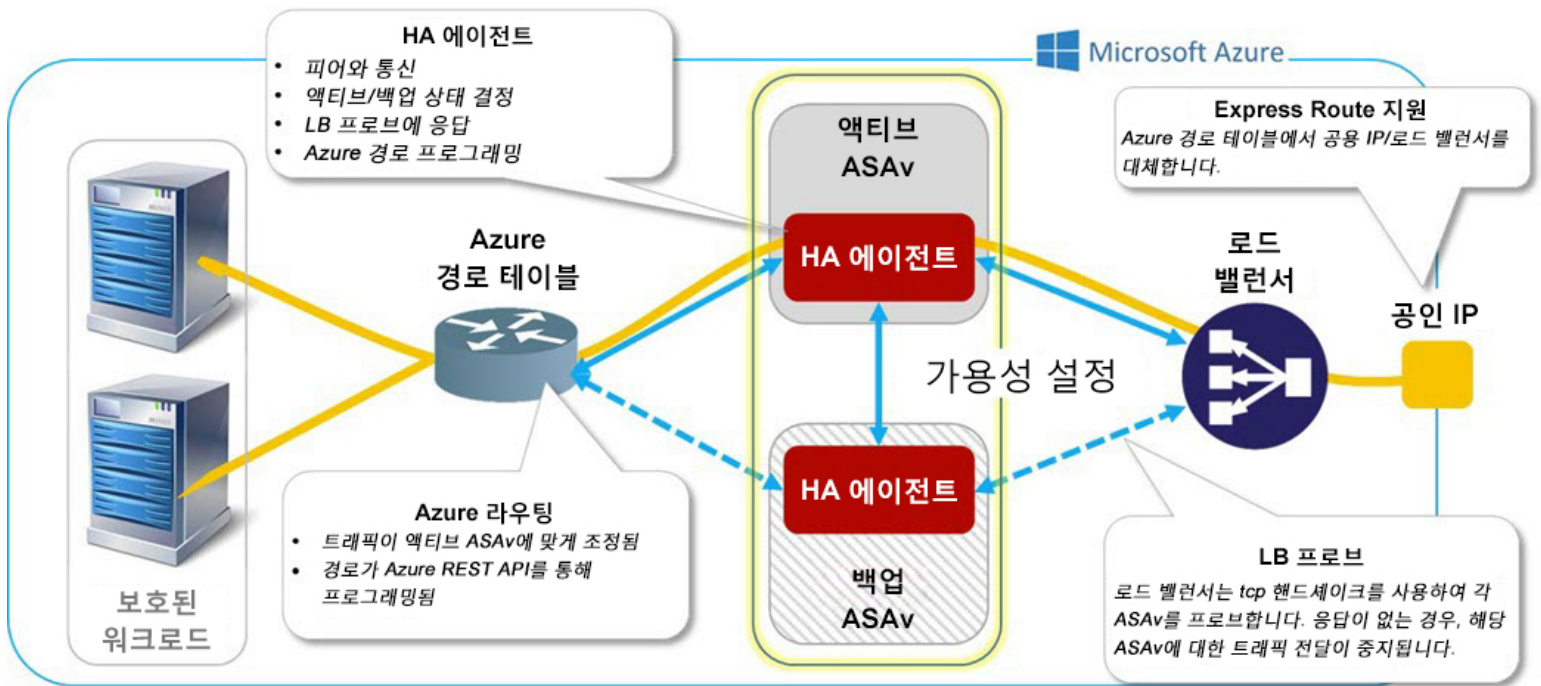 HA 에이전트
• 피어와 통신
• 액티브/백업 상태 결정
• LB 프로브에 응답
• Azure 경로 프로그래밍
Microsoft Azure
Express Route 지원
Azure 경로 테이블에서 공용 IP/로드 밸런서를
대체합니다.
액티브
ASAv
HA 에이전트
Azure
경로 테이블
로드
밸런서
공인 IP
가용성 설정
HA 에이전트
백업
ASAv
Azure 라우팅
• 트래픽이 액티브 ASAv에 맞게 조정됨
• 경로가 Azure REST API를 통해
프로그래밍됨
보호된
워크로드
LB 프로브
로드 밸런서는 tcp 핸드셰이크를 사용하여 각
ASAv를 프로브합니다. 응답이 없는 경우, 해당
ASAv에 대한 트래픽 전달이 중지됩니다.